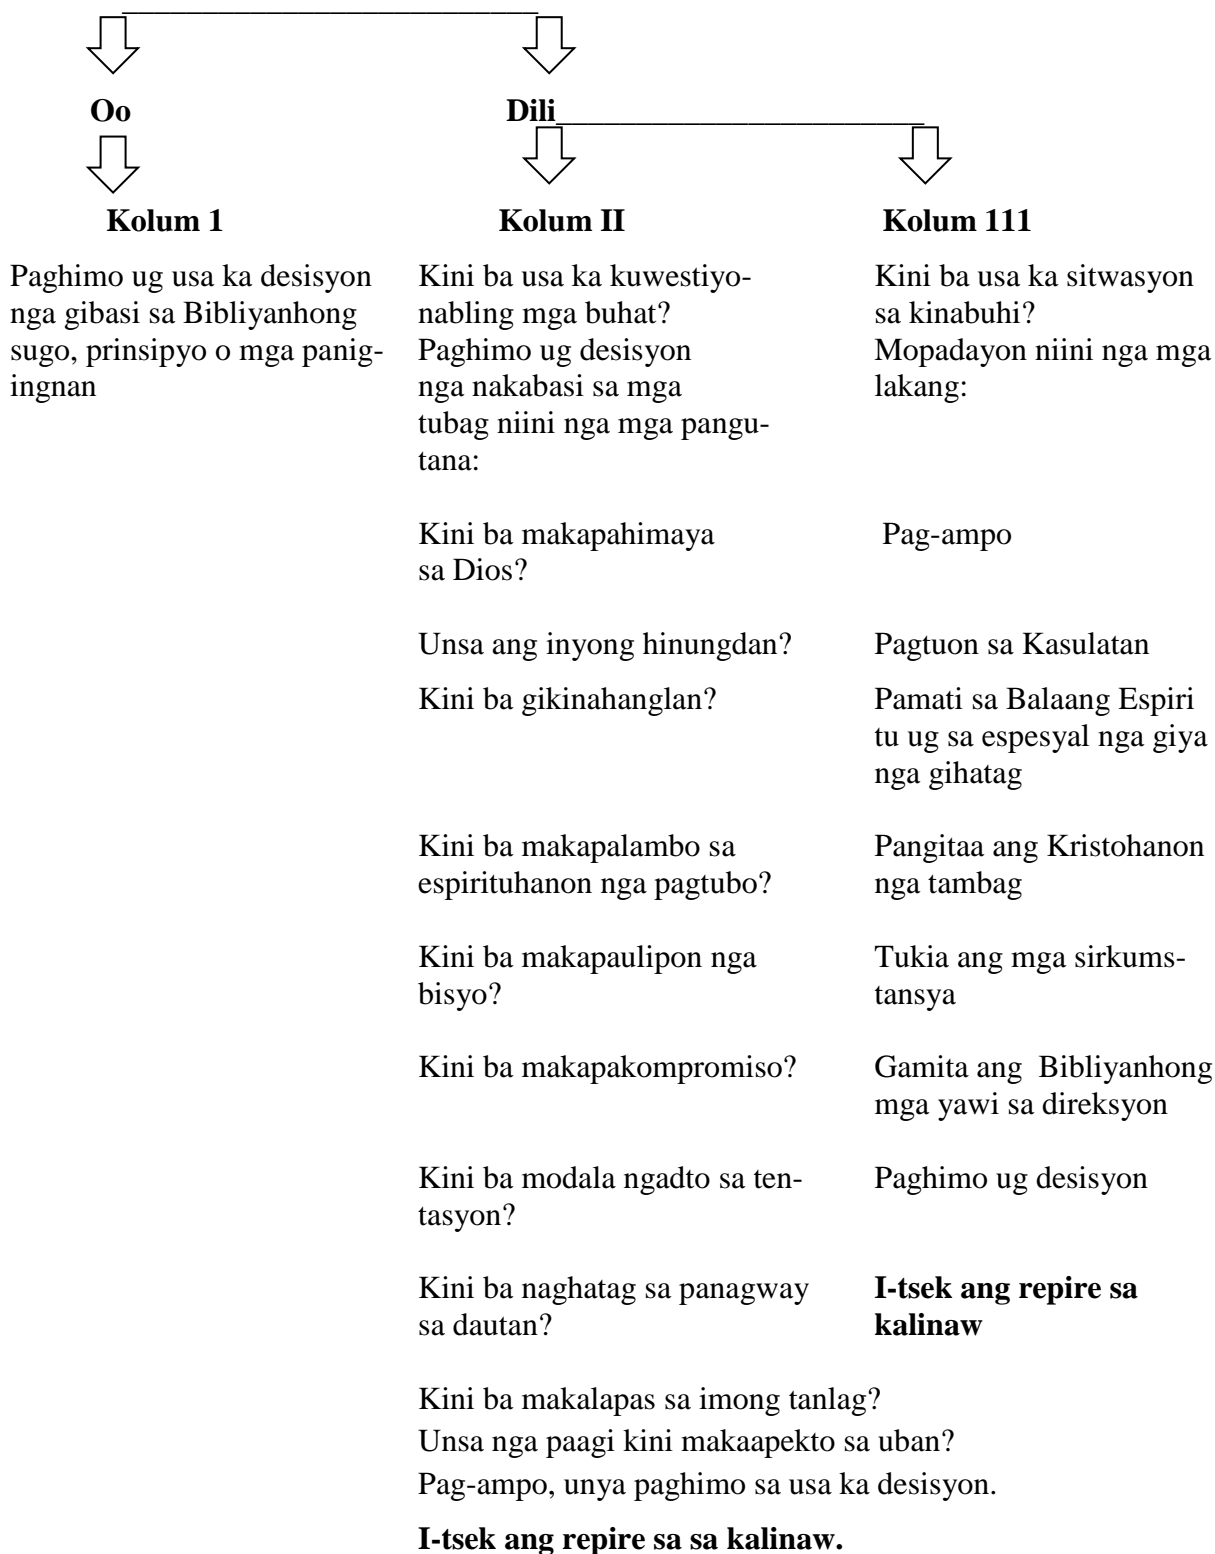 Oo
Dili
Kolum 1
Kolum II
Kolum 111
Paghimo ug usa ka desisyon
nga gibasi sa Bibliyanhong
sugo, prinsipyo o mga panig-
ingnan
Kini ba usa ka kuwestiyo-
nabling mga buhat?
Paghimo ug desisyon
nga nakabasi sa mga
tubag niini nga mga pangu-
tana:
Kini ba makapahimaya
sa Dios?
Unsa ang inyong hinungdan?
Kini ba gikinahanglan?
Kini ba makapalambo sa
espirituhanon nga pagtubo?
Kini ba makapaulipon nga
bisyo?
Kini ba makapakompromiso?
Kini ba modala ngadto sa ten-
tasyon?
Kini ba naghatag sa panagway
sa dautan?
Kini ba makalapas sa imong tanlag?
Unsa nga paagi kini makaapekto sa uban?
Pag-ampo, unya paghimo sa usa ka desisyon.
I-tsek ang repire sa sa kalinaw.
Kini ba usa ka sitwasyon
sa kinabuhi?
Mopadayon niini nga mga
lakang:
Pag-ampo
Pagtuon sa Kasulatan
Pamati sa Balaang Espiri
tu ug sa espesyal nga giya
nga gihatag
Pangitaa ang Kristohanon
nga tambag
Tukia ang mga sirkums-
tansya
Gamita ang  Bibliyanhong
mga yawi sa direksyon
Paghimo ug desisyon
I-tsek ang repire sa
kalinaw